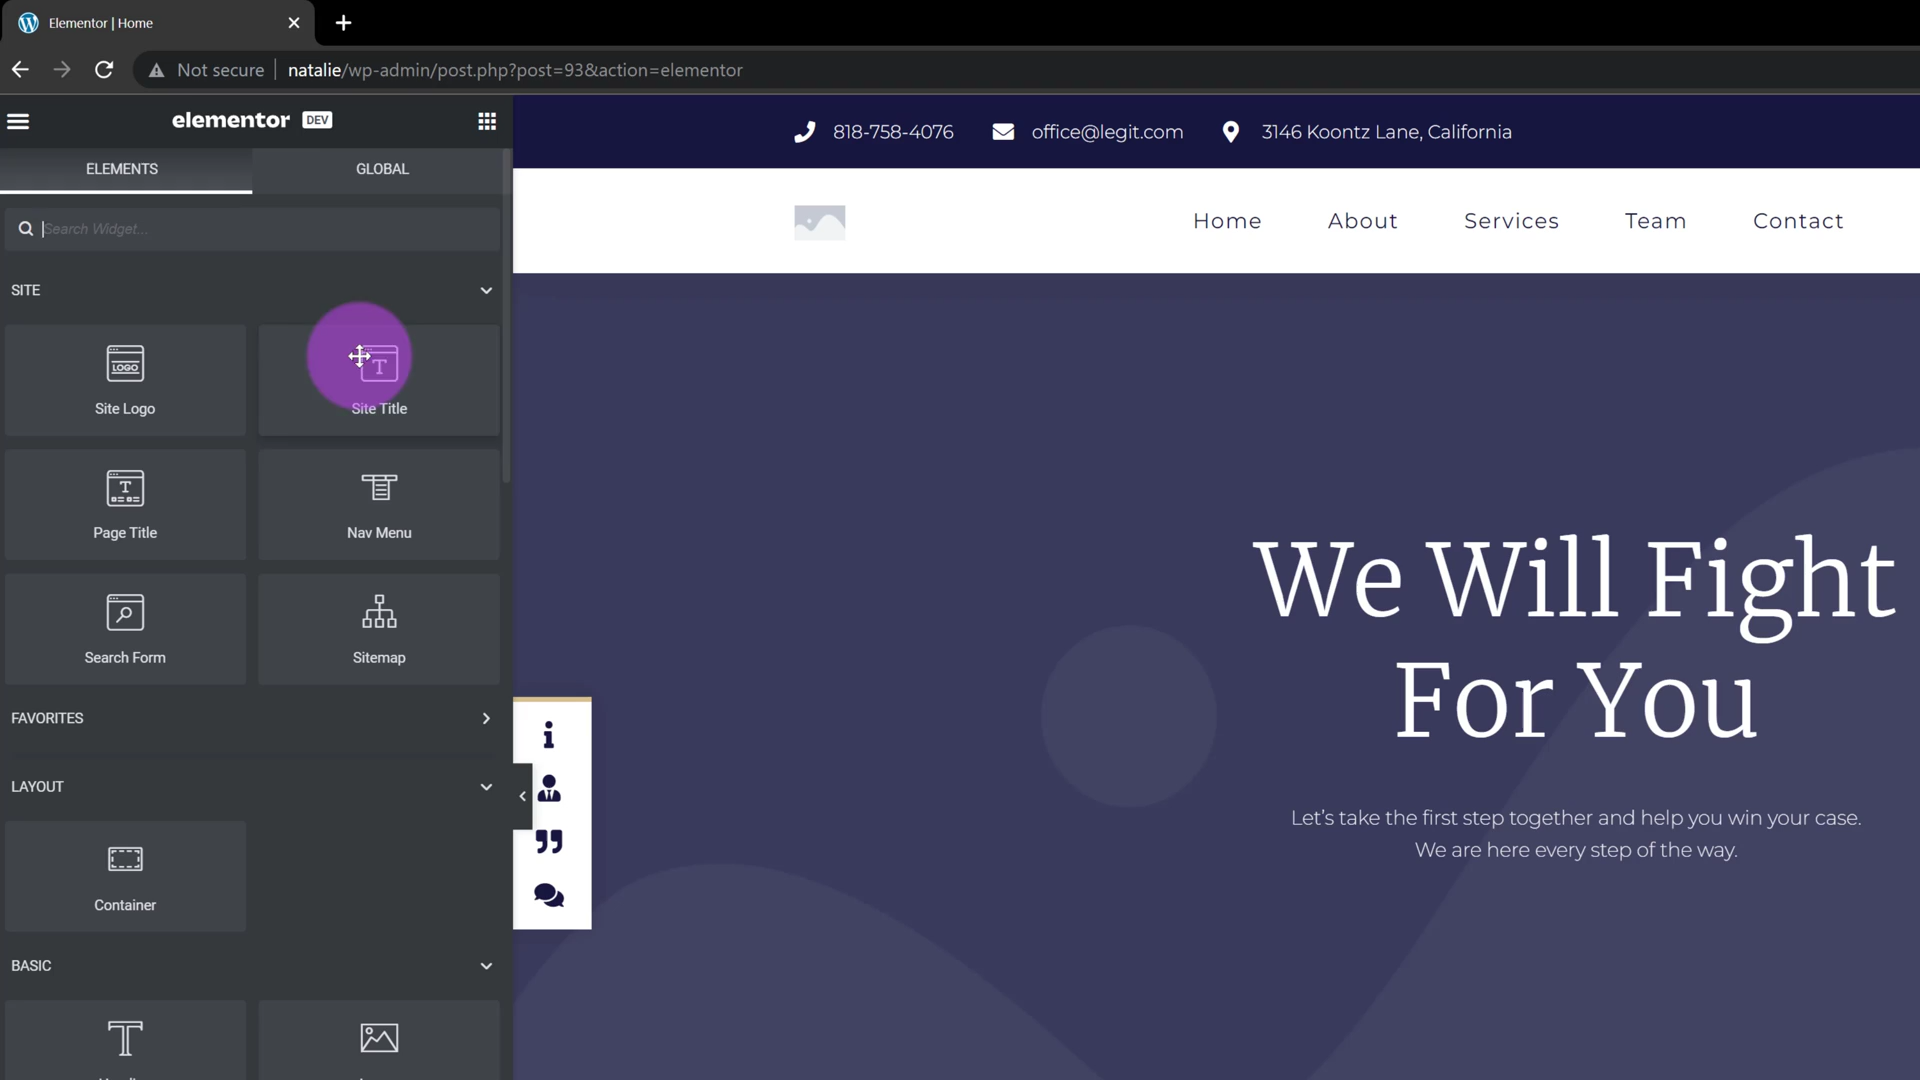 Elementor | Home
Not secure
natalie/wp-admin/post.php?post=93&action=elementor
elementor DEV
ELEMENTS GLOBAL
Search Widget...
SITE
LOGO
Site Logo
T
Site Title
T
Page Title
Nav Menu
Search Form
Sitemap
FAVORITES
LAYOUT
Container
BASIC
818-758-4076 office@legit.com 3146 Koontz Lane, California
Home About Services Team Contact
We Will Fight
For You
Let's take the first step together and help you win your case.
We are here every step of the way.